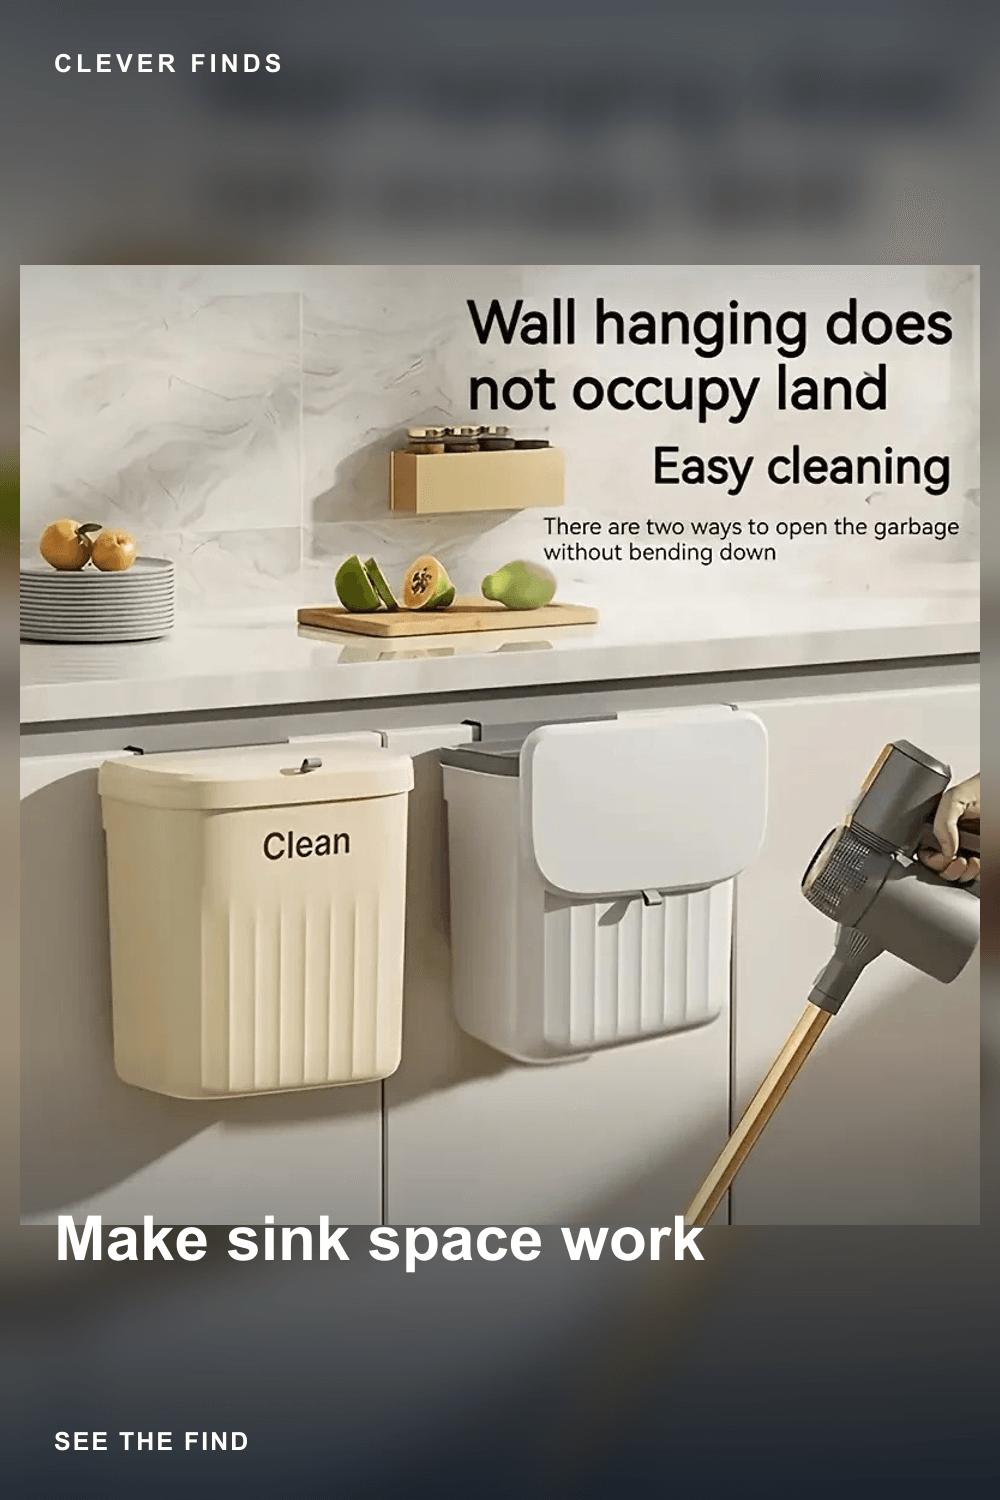 CLEVER FINDS
Wall hanging does
not occupy land
Easy cleaning
There are two ways to open the garbage
without bending down
Clean
Make sink space work
SEE THE FIND